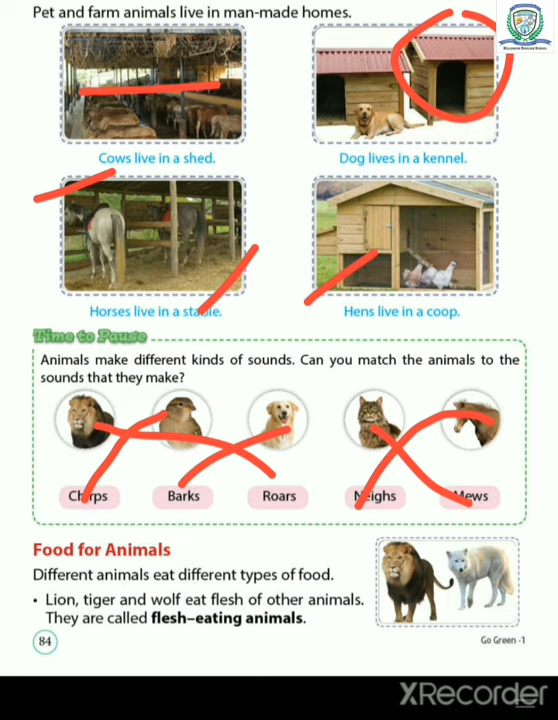 Pet and farm animals live in man-made homes.
Cows live in a shed.
Dog lives in a kennel.
Horses live in a stable.
Hens live in a coop.
Time to Pause
Animals make different kinds of sounds. Can you match the animals to the
sounds that they make?
Chirps
Barks
Roars
Neighs
Mews
Food for Animals
Different animals eat different types of food.
• Lion, tiger and wolf eat flesh of other animals.
They are called flesh–eating animals.
84
Go Green -1
XRecorder